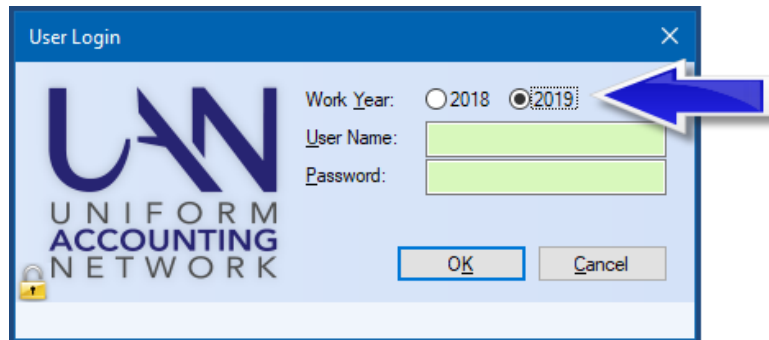 User Login
Work Year: 2018 2019
User Name:
Password:
UAN
UNIFORM
ACCOUNTING
NETWORK
OK Cancel